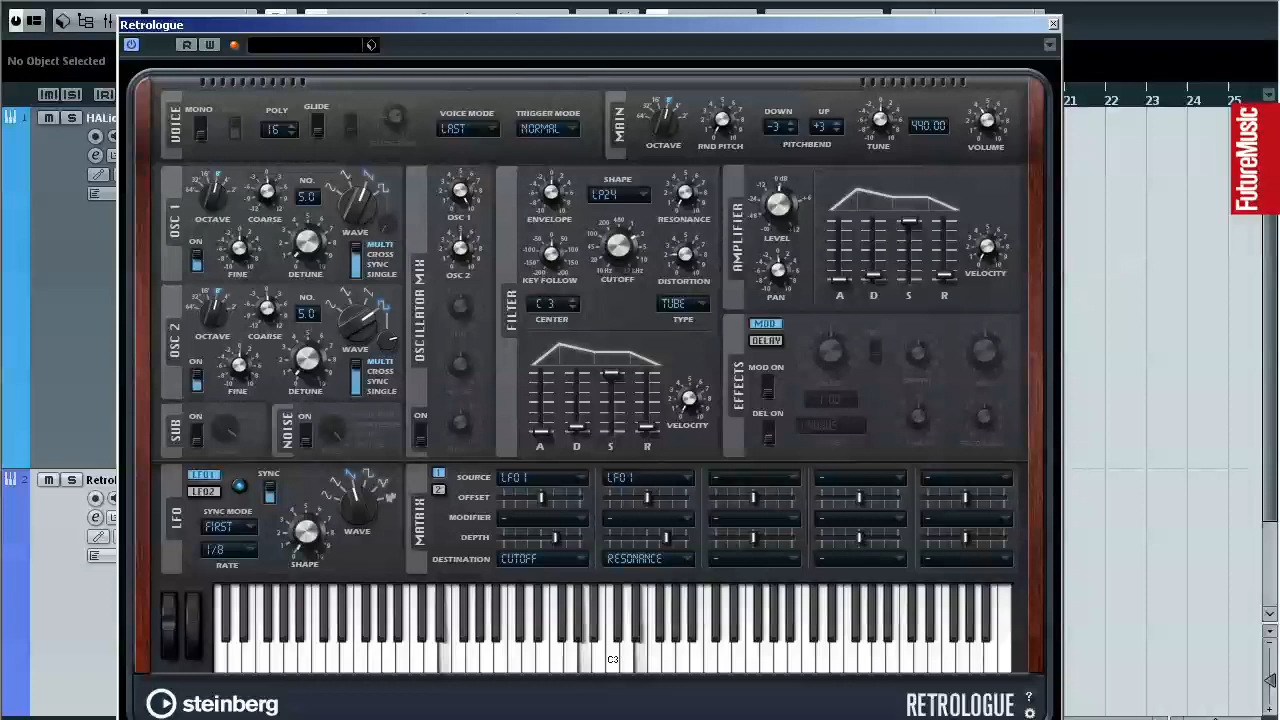 Retrologue
R W
No Object Selected
M S HALio
VOICE
MONO
POLY
16
GLIDE
VOICE MODE
LAST
TRIGGER MODE
NORMAL
MAIN
OCTAVE
RND PITCH
DOWN
-3
UP
+3
PITCHBEND
TUNE
440.00
VOLUME
21 22 23 24 25
FutureMusic
OSC 1
OCTAVE
COARSE
NO.
5.0
WAVE
ON
FINE
DETUNE
MULTI
CROSS
SYNC
SINGLE
OSC 2
OCTAVE
COARSE
NO.
5.0
WAVE
ON
FINE
DETUNE
MULTI
CROSS
SYNC
SINGLE
SUB
ON
NOISE
ON
OSCILLATOR MIX
OSC 1
OSC 2
ON
FILTER
ENVELOPE
SHAPE
LP24
RESONANCE
KEY FOLLOW
CUTOFF
DISTORTION
C 3
CENTER
TUBE
TYPE
A D S R
VELOCITY
AMPLIFIER
LEVEL
PAN
A D S R
VELOCITY
EFFECTS
MOD
DELAY
MOD ON
DEL ON
M S Retrol
LFO
LFO1
LFO2
SYNC
SYNC MODE
FIRST
1/8
RATE
SHAPE
WAVE
MATRIX
1
2
SOURCE LFO1 LFO1 - - -
OFFSET
MODIFIER - - - - -
DEPTH
DESTINATION CUTOFF RESONANCE - - -
C3
steinberg
RETROLOGUE
?